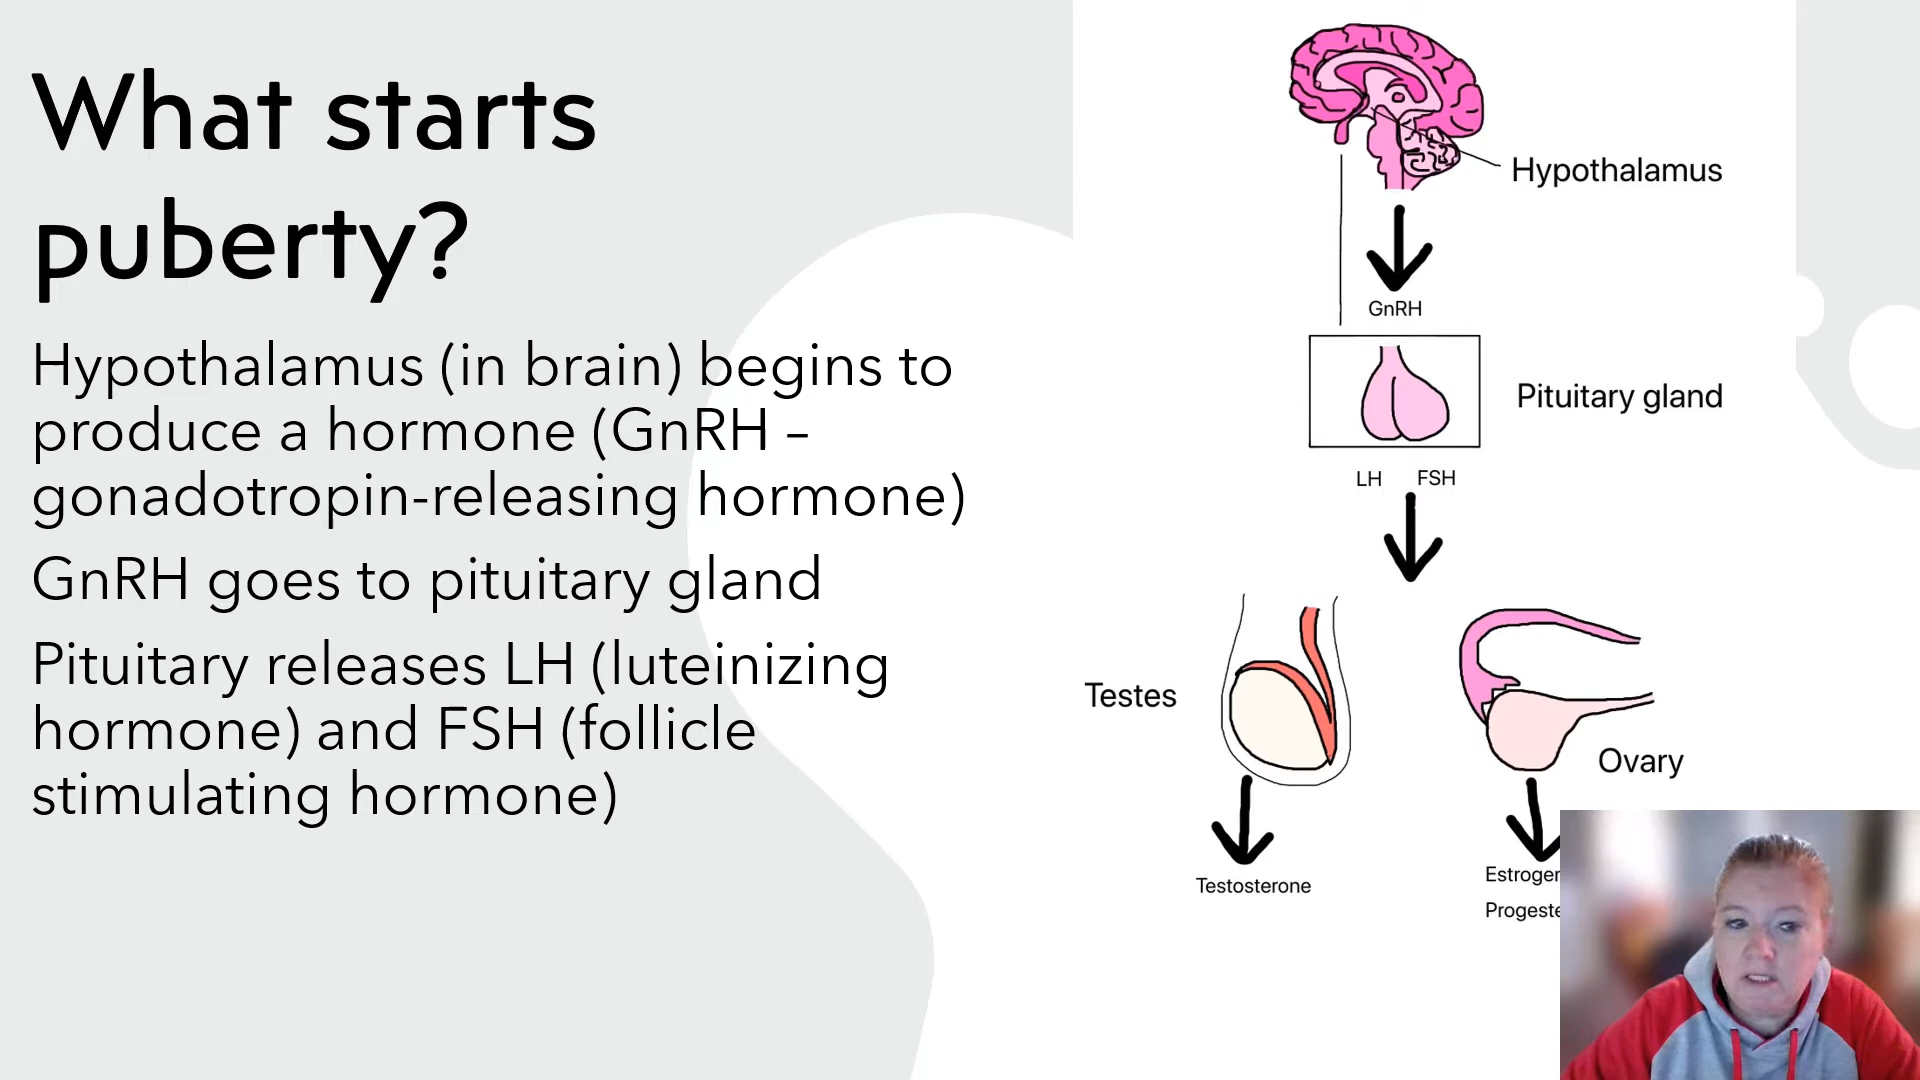 What starts
puberty?
Hypothalamus (in brain) begins to
produce a hormone (GnRH –
gonadotropin-releasing hormone)
GnRH goes to pituitary gland
Pituitary releases LH (luteinizing
hormone) and FSH (follicle
stimulating hormone)
Hypothalamus
GnRH
Pituitary gland
LH FSH
Testes
Ovary
Testosterone